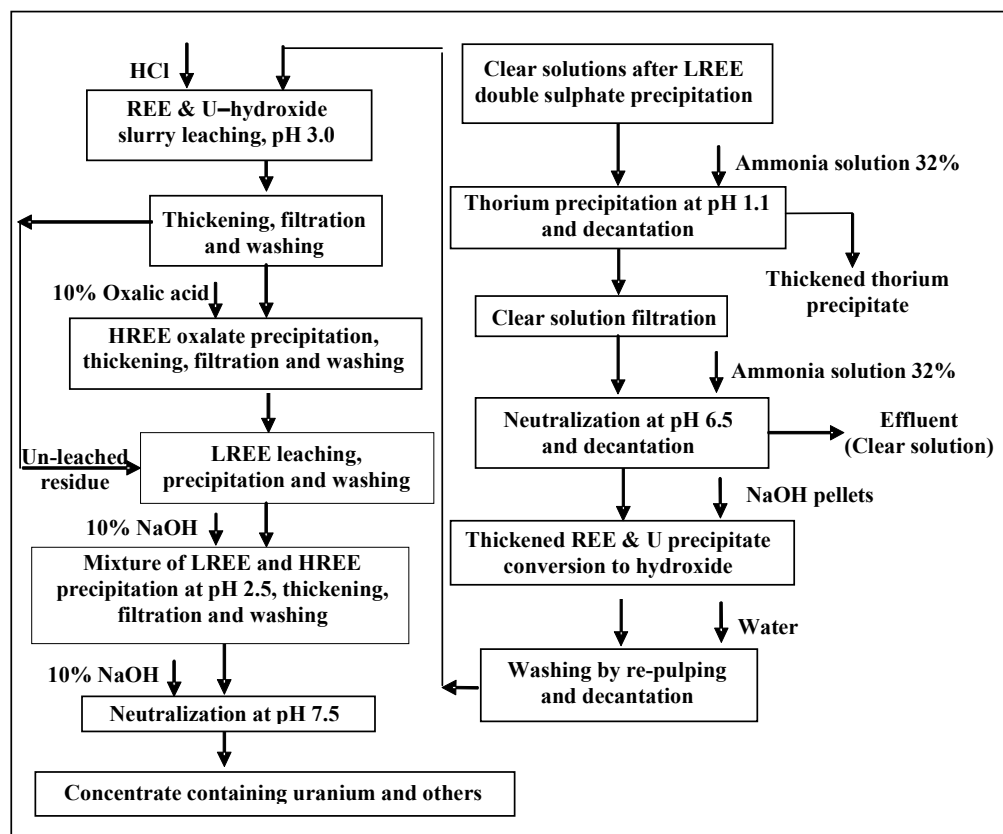 HCl
REE & U–hydroxide
slurry leaching, pH 3.0
Thickening, filtration
and washing
10% Oxalic acid
HREE oxalate precipitation,
thickening, filtration and washing
Un-leached
residue
LREE leaching,
precipitation and washing
10% NaOH
Mixture of LREE and HREE
precipitation at pH 2.5, thickening,
filtration and washing
10% NaOH
Neutralization at pH 7.5
Concentrate containing uranium and others
Clear solutions after LREE
double sulphate precipitation
Ammonia solution 32%
Thorium precipitation at pH 1.1
and decantation
Thickened thorium
precipitate
Clear solution filtration
Ammonia solution 32%
Neutralization at pH 6.5
and decantation
Effluent
(Clear solution)
NaOH pellets
Thickened REE & U precipitate
conversion to hydroxide
Water
Washing by re-pulping
and decantation